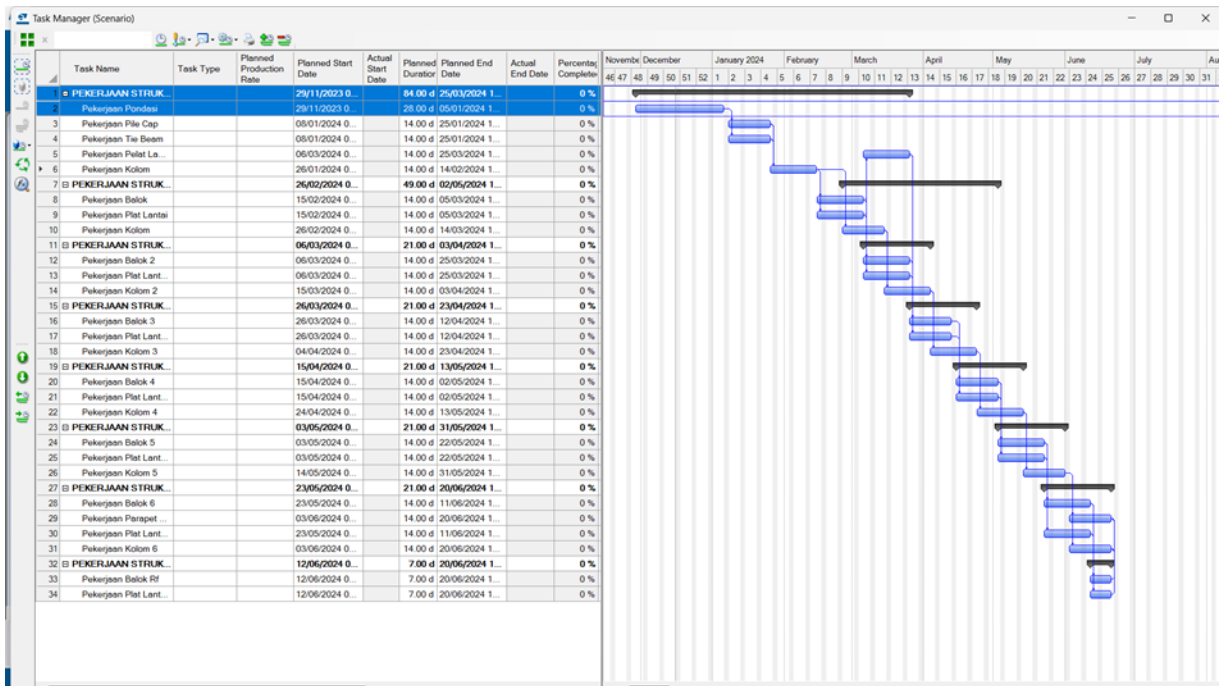 Task Manager (Scenario)
Task Name Task Type Planned Production Rate Planned Start Date Actual Start Date Planned Duration Planned End Date Actual End Date Percentag Complete
November December January 2024 February March April May June July Au
46 47 48 49 50 51 52 1 2 3 4 5 6 7 8 9 10 11 12 13 14 15 16 17 18 19 20 21 22 23 24 25 26 27 28 29 30 31
1 PEKERJAAN STRUK... 29/11/2023 0... 84.00 d 25/03/2024 1... 0 %
2 Pekerjaan Pondasi 29/11/2023 0... 28.00 d 05/01/2024 1... 0 %
3 Pekerjaan Pile Cap 08/01/2024 0... 14.00 d 25/01/2024 1... 0 %
4 Pekerjaan Tie Beam 08/01/2024 0... 14.00 d 25/01/2024 1... 0 %
5 Pekerjaan Pelat La... 06/03/2024 0... 14.00 d 25/03/2024 1... 0 %
6 Pekerjaan Kolom 26/01/2024 0... 14.00 d 14/02/2024 1... 0 %
7 PEKERJAAN STRUK... 26/02/2024 0... 49.00 d 02/05/2024 1... 0 %
8 Pekerjaan Balok 15/02/2024 0... 14.00 d 05/03/2024 1... 0 %
9 Pekerjaan Plat Lantai 15/02/2024 0... 14.00 d 05/03/2024 1... 0 %
10 Pekerjaan Kolom 26/02/2024 0... 14.00 d 14/03/2024 1... 0 %
11 PEKERJAAN STRUK... 06/03/2024 0... 21.00 d 03/04/2024 1... 0 %
12 Pekerjaan Balok 2 06/03/2024 0... 14.00 d 25/03/2024 1... 0 %
13 Pekerjaan Plat Lant... 06/03/2024 0... 14.00 d 25/03/2024 1... 0 %
14 Pekerjaan Kolom 2 15/03/2024 0... 14.00 d 03/04/2024 1... 0 %
15 PEKERJAAN STRUK... 26/03/2024 0... 21.00 d 23/04/2024 1... 0 %
16 Pekerjaan Balok 3 26/03/2024 0... 14.00 d 12/04/2024 1... 0 %
17 Pekerjaan Plat Lant... 26/03/2024 0... 14.00 d 12/04/2024 1... 0 %
18 Pekerjaan Kolom 3 04/04/2024 0... 14.00 d 23/04/2024 1... 0 %
19 PEKERJAAN STRUK... 15/04/2024 0... 21.00 d 13/05/2024 1... 0 %
20 Pekerjaan Balok 4 15/04/2024 0... 14.00 d 02/05/2024 1... 0 %
21 Pekerjaan Plat Lant... 15/04/2024 0... 14.00 d 02/05/2024 1... 0 %
22 Pekerjaan Kolom 4 24/04/2024 0... 14.00 d 13/05/2024 1... 0 %
23 PEKERJAAN STRUK... 03/05/2024 0... 21.00 d 31/05/2024 1... 0 %
24 Pekerjaan Balok 5 03/05/2024 0... 14.00 d 22/05/2024 1... 0 %
25 Pekerjaan Plat Lant... 03/05/2024 0... 14.00 d 22/05/2024 1... 0 %
26 Pekerjaan Kolom 5 14/05/2024 0... 14.00 d 31/05/2024 1... 0 %
27 PEKERJAAN STRUK... 23/05/2024 0... 21.00 d 20/06/2024 1... 0 %
28 Pekerjaan Balok 6 23/05/2024 0... 14.00 d 11/06/2024 1... 0 %
29 Pekerjaan Parapet ... 03/06/2024 0... 14.00 d 20/06/2024 1... 0 %
30 Pekerjaan Plat Lant... 23/05/2024 0... 14.00 d 11/06/2024 1... 0 %
31 Pekerjaan Kolom 6 03/06/2024 0... 14.00 d 20/06/2024 1... 0 %
32 PEKERJAAN STRUK... 12/06/2024 0... 7.00 d 20/06/2024 1... 0 %
33 Pekerjaan Balok Rf 12/06/2024 0... 7.00 d 20/06/2024 1... 0 %
34 Pekerjaan Plat Lant... 12/06/2024 0... 7.00 d 20/06/2024 1... 0 %